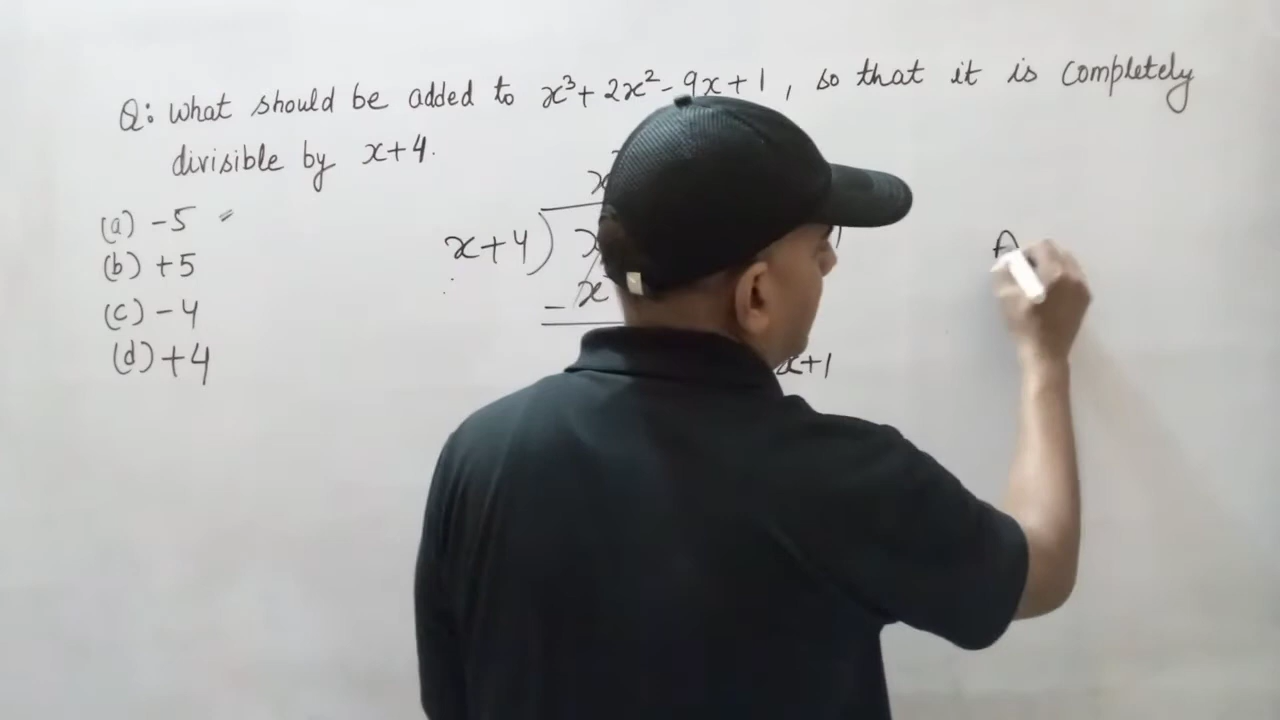 Q: What should be added to x³+ 2x²- 9x+1, so that it is completely
divisible by x+4.
(a) -5
(b) +5
(c) -4
(d) +4
x+4) x
- x
x+1
A